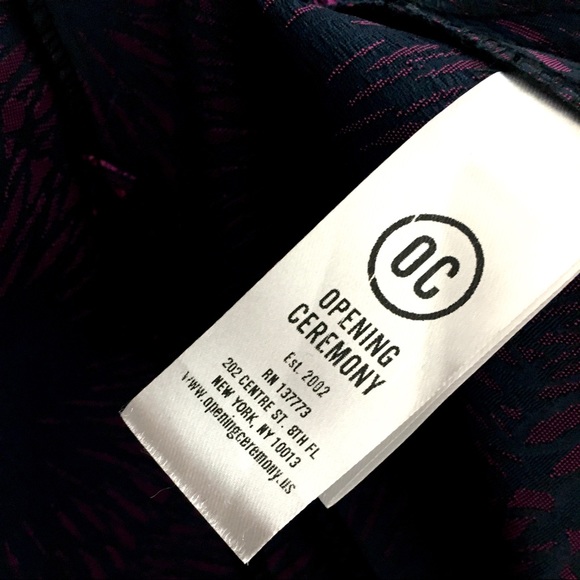 OC
OPENING
CEREMONY
Est. 2002
RN 137773
202 CENTRE ST. 8TH FL
NEW YORK, NY 10013
www.openingceremony.us